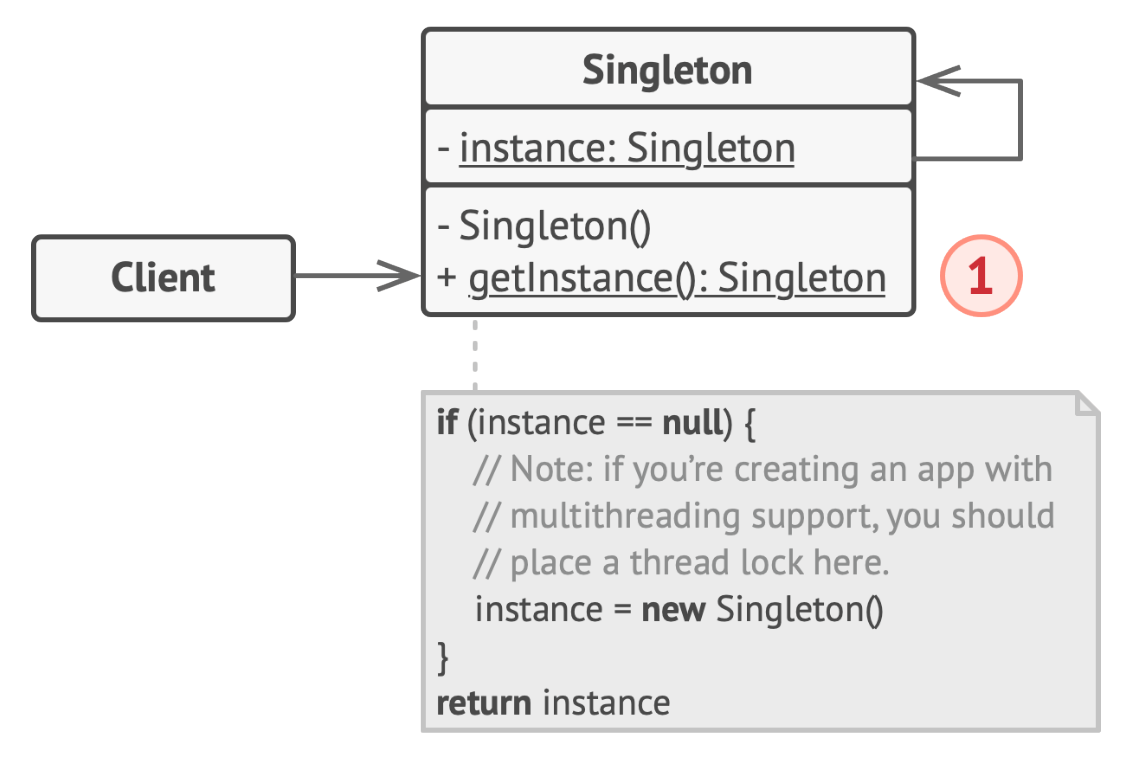 Singleton
- instance: Singleton
- Singleton()
+ getInstance(): Singleton
Client
1
if (instance == null) {
// Note: if you’re creating an app with
// multithreading support, you should
// place a thread lock here.
instance = new Singleton()
}
return instance